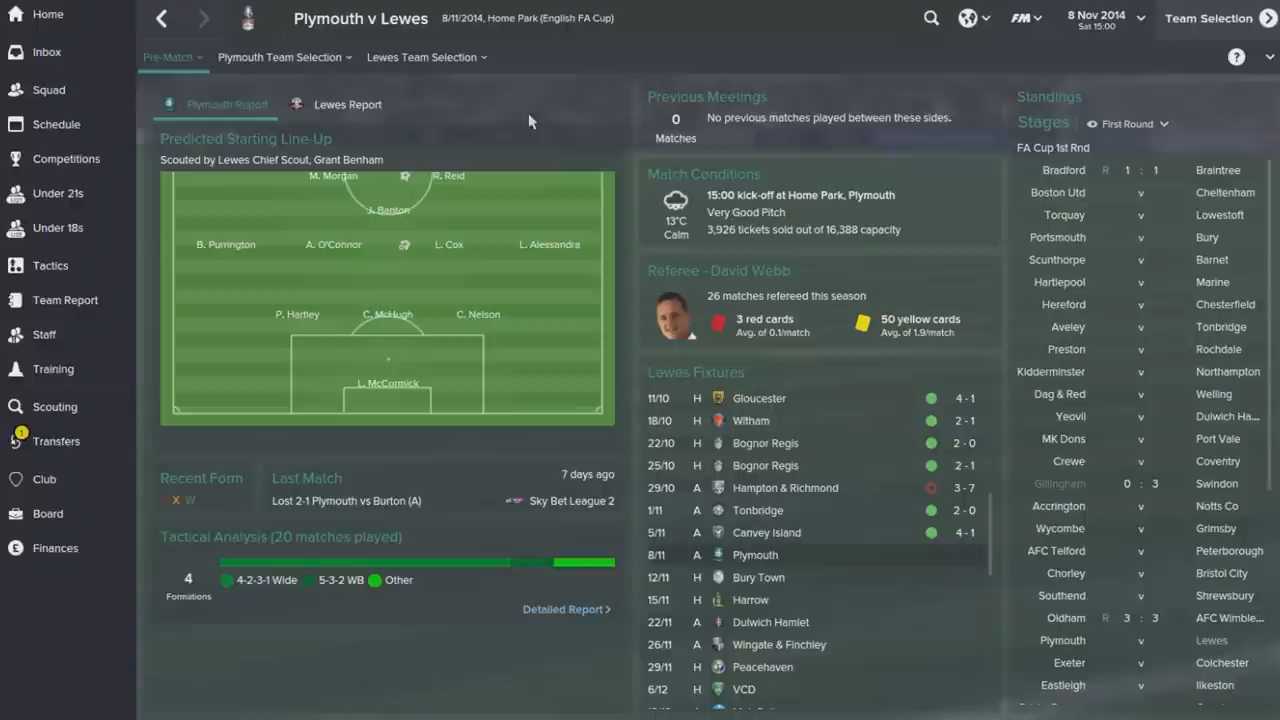 Home
Inbox
Squad
Schedule
Competitions
Under 21s
Under 18s
Tactics
Team Report
Staff
Training
Scouting
1
Transfers
Club
Board
Finances
Plymouth v Lewes
8/11/2014, Home Park (English FA Cup)
FM
8 Nov 2014
Sat 15:00
Team Selection
Pre-Match
Plymouth Team Selection
Lewes Team Selection
?
Plymouth Report
Lewes Report
Predicted Starting Line-Up
Scouted by Lewes Chief Scout, Grant Benham
M. Morgan R. Reid
J. Banton
B. Purrington A. O'Connor L. Cox L. Alessandra
P. Hartley C. McHugh C. Nelson
L. McCormick
Recent Form
X W
Last Match
7 days ago
Lost 2-1 Plymouth vs Burton (A)
Sky Bet League 2
Tactical Analysis (20 matches played)
4
Formations
4-2-3-1 Wide 5-3-2 WB Other
Detailed Report >
Previous Meetings
0
Matches
No previous matches played between these sides.
Match Conditions
13°C
Calm
15:00 kick-off at Home Park, Plymouth
Very Good Pitch
3,926 tickets sold out of 16,388 capacity
Referee - David Webb
26 matches refereed this season
3 red cards
Avg. of 0.1/match
50 yellow cards
Avg. of 1.9/match
Lewes Fixtures
11/10 H Gloucester 4 - 1
18/10 H Witham 2 - 1
22/10 H Bognor Regis 2 - 0
25/10 H Bognor Regis 2 - 1
29/10 A Hampton & Richmond 3 - 7
1/11 A Tonbridge 2 - 0
5/11 A Canvey Island 4 - 1
8/11 A Plymouth
12/11 H Bury Town
15/11 H Harrow
22/11 A Dulwich Hamlet
26/11 A Wingate & Finchley
29/11 H Peacehaven
6/12 H VCD
Standings
Stages
First Round
FA Cup 1st Rnd
Bradford R 1 : 1 Braintree
Boston Utd v Cheltenham
Torquay v Lowestoft
Portsmouth v Bury
Scunthorpe v Barnet
Hartlepool v Marine
Hereford v Chesterfield
Aveley v Tonbridge
Preston v Rochdale
Kidderminster v Northampton
Dag & Red v Welling
Yeovil v Dulwich Ha...
MK Dons v Port Vale
Crewe v Coventry
Gillingham 0 : 3 Swindon
Accrington v Notts Co
Wycombe v Grimsby
AFC Telford v Peterborough
Chorley v Bristol City
Southend v Shrewsbury
Oldham R 3 : 3 AFC Wimble...
Plymouth v Lewes
Exeter v Colchester
Eastleigh v Ilkeston